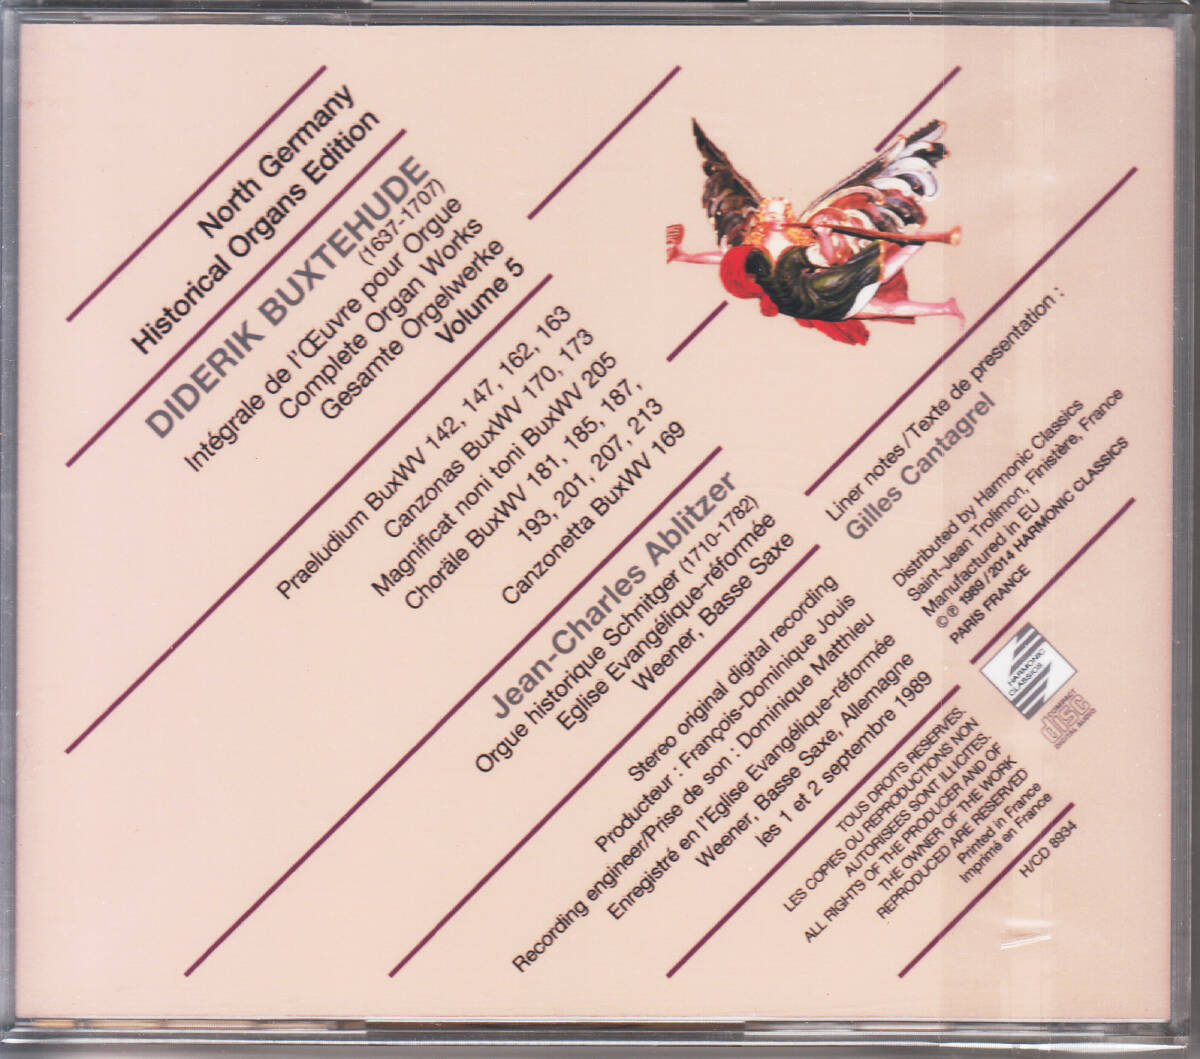 North Germany
Historical Organs Edition
DIDERIK BUXTEHUDE
(1637-1707)
Intégrale de l'Œuvre pour Orgue
Complete Organ Works
Gesamte Orgelwerke
Volume 5
Praeludium BuxWV 142, 147, 162, 163
Canzonas BuxWV 170, 173
Magnificat noni toni BuxWV 205
Choräle BuxWV 181, 185, 187,
193, 201, 207, 213
Canzonetta BuxWV 169
Jean-Charles Ablitzer
Orgue historique Schnitger (1710-1782)
Eglise Evangélique-réformée
Weener, Basse Saxe
Stereo original digital recording
Producteur : François-Dominique Jouis
Recording engineer/Prise de son : Dominique Matthieu
Enregistré en l'Eglise Evangélique-réformée
Weener, Basse Saxe, Allemagne
les 1 et 2 septembre 1989
Liner notes/Texte de presentation :
Gilles Cantagrel
Distributed by Harmonic Classics
Saint-Jean Trolimon, Finistère, France
Manufactured in EU
© ℗ 1989/2014 HARMONIC CLASSICS
PARIS FRANCE
HARMONIC
CLASSICS
COMPACT
disc
DIGITAL AUDIO
TOUS DROITS RESERVES.
LES COPIES OU REPRODUCTIONS NON
AUTORISEES SONT ILLICITES.
ALL RIGHTS OF THE PRODUCER AND OF
THE OWNER OF THE WORK
REPRODUCED ARE RESERVED
Printed in France
Imprimé en France
H/CD 8934